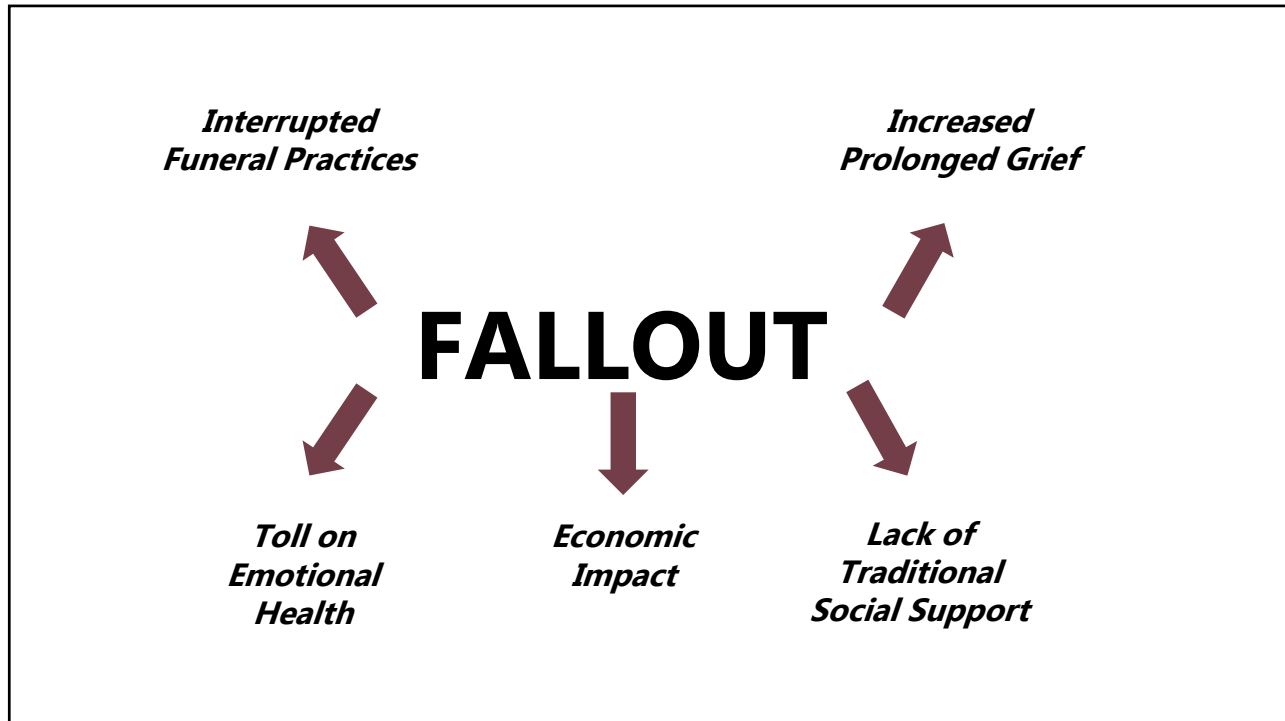 Interrupted
Funeral Practices
Increased
Prolonged Grief
FALLOUT
Toll on
Emotional
Health
Economic
Impact
Lack of
Traditional
Social Support